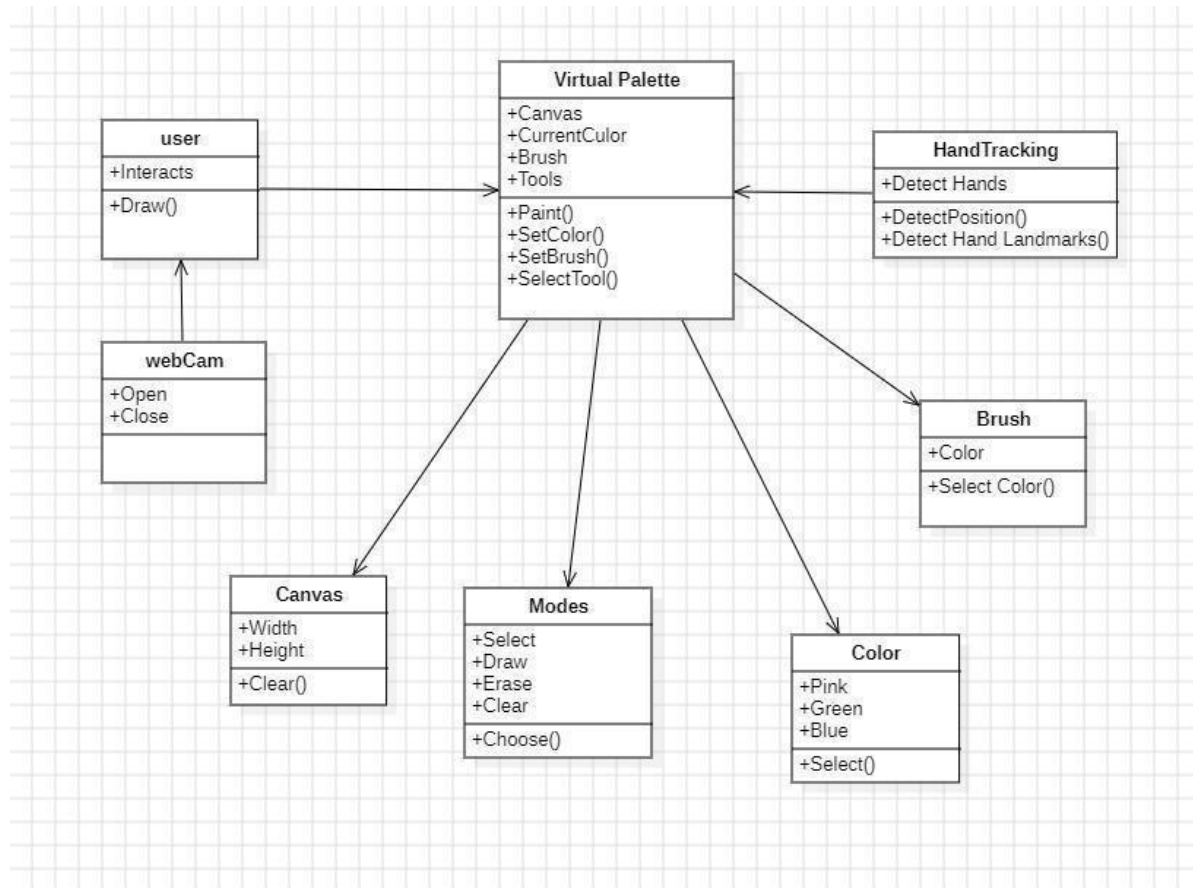 Virtual Palette
+Canvas
+CurrentCulor
+Brush
+Tools
+Paint()
+SetColor()
+SetBrush()
+SelectTool()
user
+Interacts
+Draw()
HandTracking
+Detect Hands
+DetectPosition()
+Detect Hand Landmarks()
webCam
+Open
+Close
Brush
+Color
+Select Color()
Canvas
+Width
+Height
+Clear()
Modes
+Select
+Draw
+Erase
+Clear
+Choose()
Color
+Pink
+Green
+Blue
+Select()